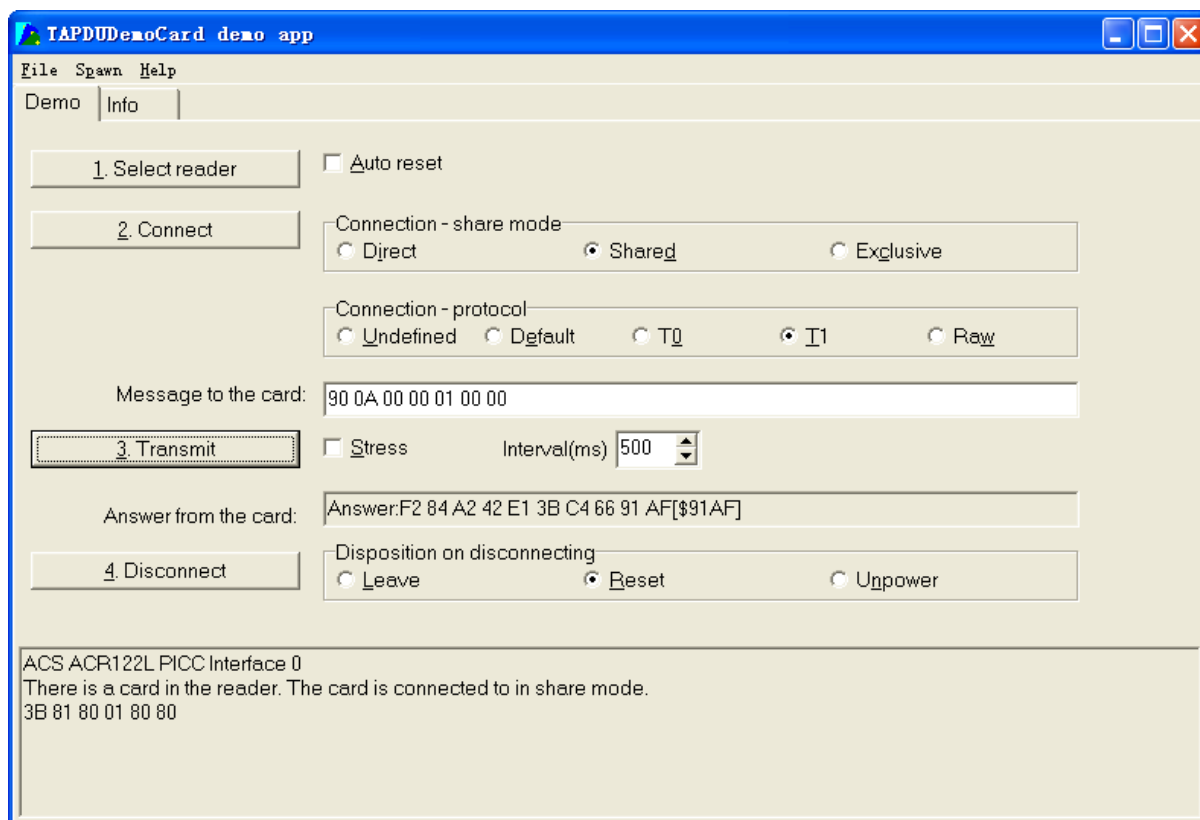 TAPDUDemoCard demo app
File Spawn Help
Demo Info
1. Select reader Auto reset
2. Connect Connection - share mode
Direct Shared Exclusive
Connection - protocol
Undefined Default T0 T1 Raw
Message to the card: 90 0A 00 00 01 00 00
3. Transmit Stress Interval(ms) 500
Answer from the card: Answer:F2 84 A2 42 E1 3B C4 66 91 AF[$91AF]
4. Disconnect Disposition on disconnecting
Leave Reset Unpower
ACS ACR122L PICC Interface 0
There is a card in the reader. The card is connected to in share mode.
3B 81 80 01 80 80